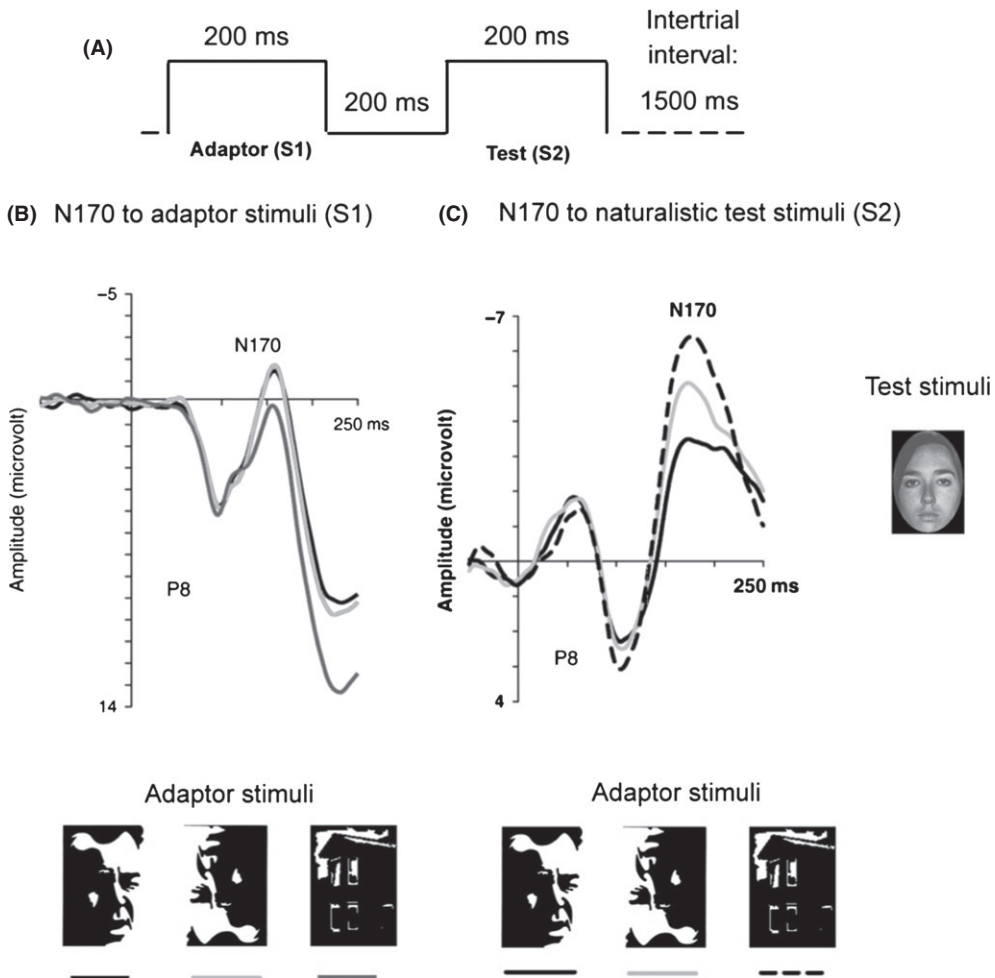 (A)
200 ms
200 ms
200 ms
Intertrial
interval:
1500 ms
Adaptor (S1)
Test (S2)
(B) N170 to adaptor stimuli (S1)
(C) N170 to naturalistic test stimuli (S2)
−5
N170
250 ms
Amplitude (microvolt)
P8
14
−7
N170
250 ms
Amplitude (microvolt)
P8
4
Test stimuli
Adaptor stimuli
Adaptor stimuli